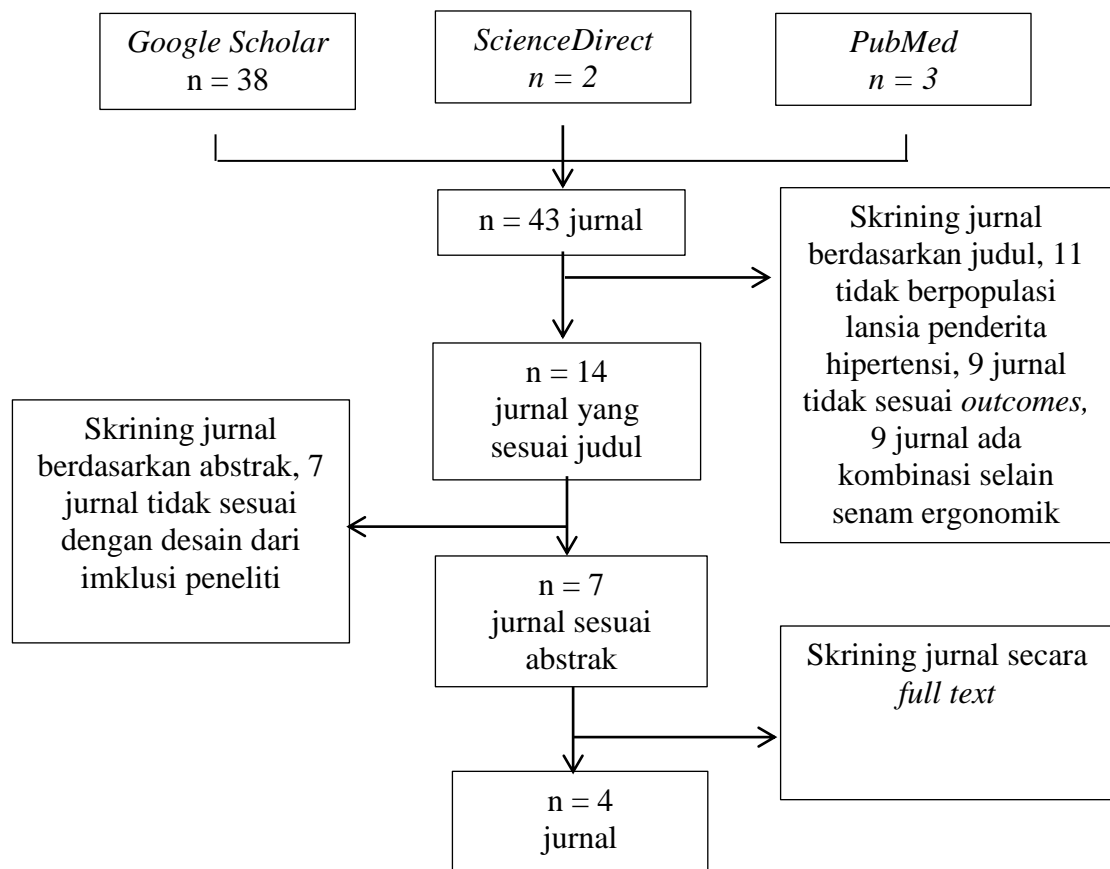 Google Scholar
n = 38
ScienceDirect
n = 2
PubMed
n = 3
n = 43 jurnal
Skrining jurnal
berdasarkan judul, 11
tidak berpopulasi
lansia penderita
hipertensi, 9 jurnal
tidak sesuai outcomes,
9 jurnal ada
kombinasi selain
senam ergonomik
n = 14
jurnal yang
sesuai judul
Skrining jurnal
berdasarkan abstrak, 7
jurnal tidak sesuai
dengan desain dari
imklusi peneliti
n = 7
jurnal sesuai
abstrak
Skrining jurnal secara
full text
n = 4
jurnal